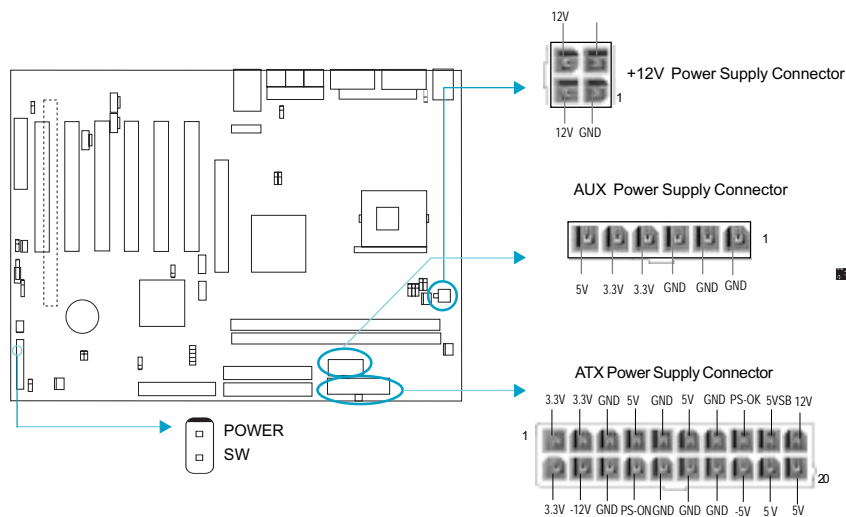 12V
+12V Power Supply Connector
1
12V GND
AUX Power Supply Connector
1
5V 3.3V 3.3V GND GND GND
ATX Power Supply Connector
3.3V 3.3V GND 5V GND 5V GND PS-OK 5VSB 12V
1
20
3.3V -12V GND PS-ON GND GND GND -5V 5V 5V
POWER
SW